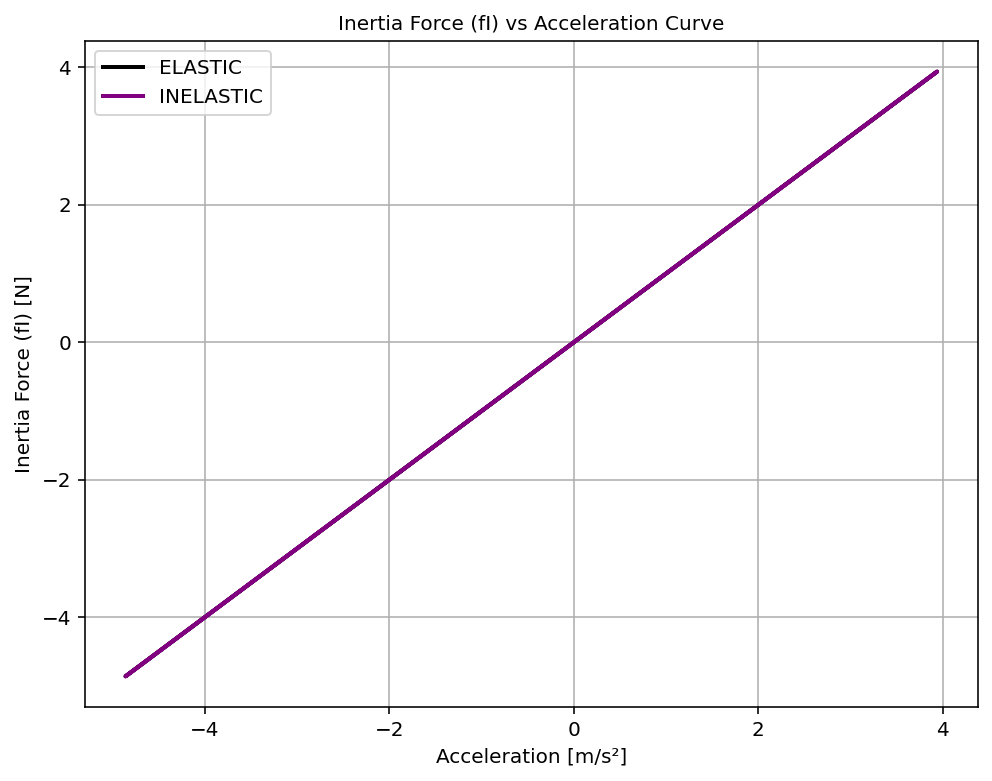 Inertia Force (fI) vs Acceleration Curve
ELASTIC
INELASTIC
Inertia Force (fI) [N]
4
2
0
−2
−4
−4
−2
0
2
4
Acceleration [m/s²]